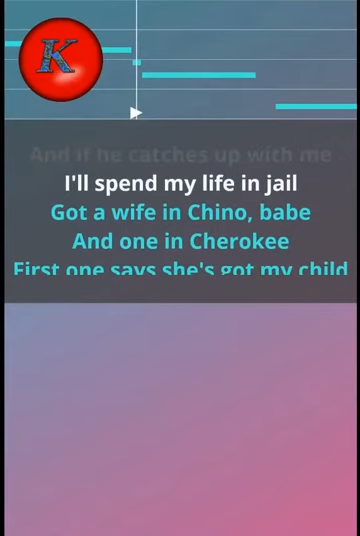 K
And if he catches up with me
I'll spend my life in jail
Got a wife in Chino, babe
And one in Cherokee
First one says she's got my child